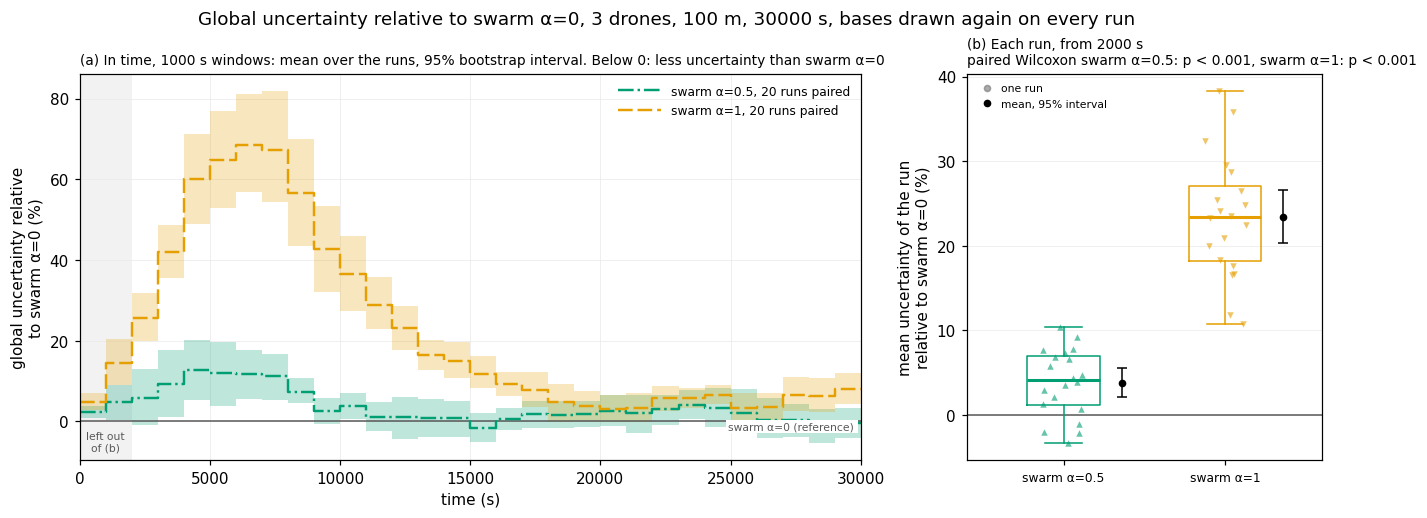 Global uncertainty relative to swarm α=0, 3 drones, 100 m, 30000 s, bases drawn again on every run
(a) In time, 1000 s windows: mean over the runs, 95% bootstrap interval. Below 0: less uncertainty than swarm α=0
global uncertainty relative
to swarm α=0 (%)
80
60
40
20
0
swarm α=0.5, 20 runs paired
swarm α=1, 20 runs paired
left out
of (b)
swarm α=0 (reference)
0
5000
10000
15000
20000
25000
30000
time (s)
(b) Each run, from 2000 s
paired Wilcoxon swarm α=0.5: p < 0.001, swarm α=1: p < 0.001
mean uncertainty of the run
relative to swarm α=0 (%)
40
30
20
10
0
one run
mean, 95% interval
swarm α=0.5
swarm α=1